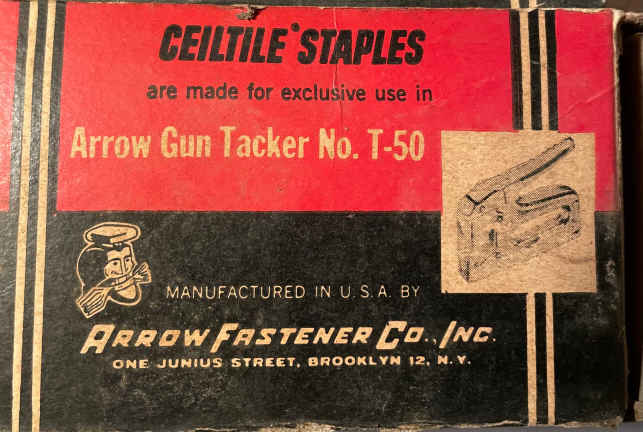 CEILTILE® STAPLES
are made for exclusive use in
Arrow Gun Tacker No. T-50
MANUFACTURED IN U.S.A. BY
ARROW FASTENER CO., INC.
ONE JUNIUS STREET, BROOKLYN 12, N.Y.